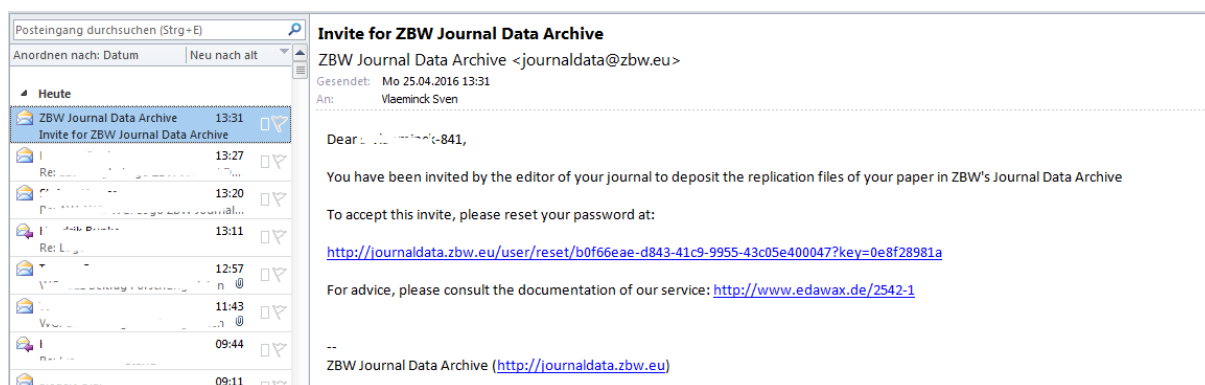 Posteingang durchsuchen (Strg+E)
Anordnen nach: Datum
Neu nach alt
Heute
ZBW Journal Data Archive 13:31
Invite for ZBW Journal Data Archive
13:27
Re:
13:20
13:11
Re:
12:57
11:43
09:44
09:11
Invite for ZBW Journal Data Archive
ZBW Journal Data Archive <journaldata@zbw.eu>
Gesendet: Mo 25.04.2016 13:31
An: Vlaeminck Sven
Dear -841,
You have been invited by the editor of your journal to deposit the replication files of your paper in ZBW's Journal Data Archive
To accept this invite, please reset your password at:
http://journaldata.zbw.eu/user/reset/b0f66eae-d843-41c9-9955-43c05e400047?key=0e8f28981a
For advice, please consult the documentation of our service: http://www.edawax.de/2542-1
--
ZBW Journal Data Archive (http://journaldata.zbw.eu)